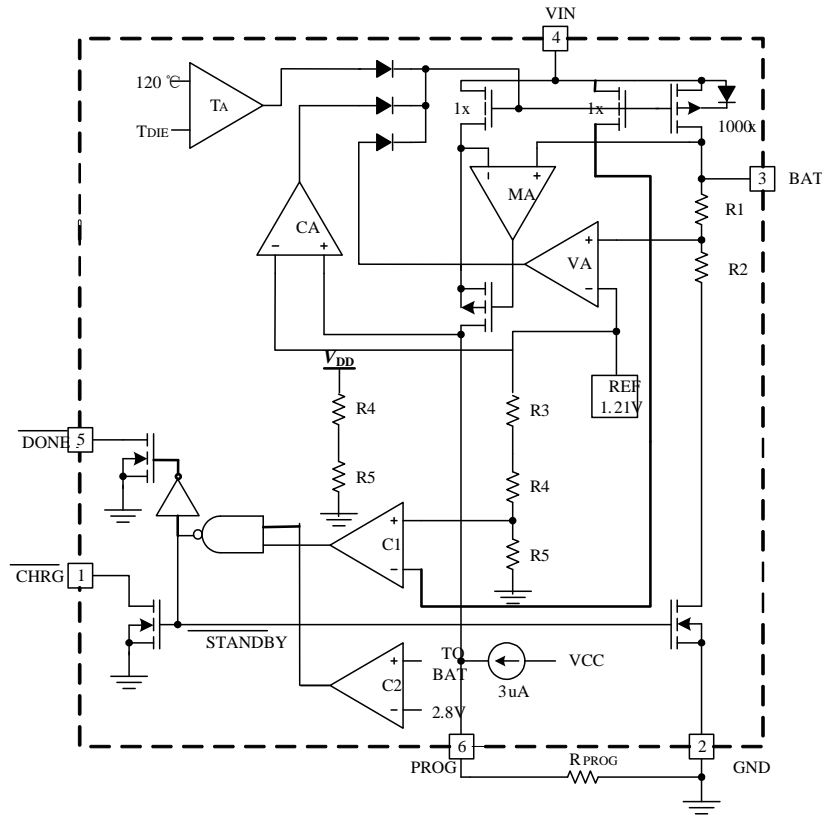 VIN
4
120 ℃
TA
TDIE
1x
1x
1000x
MA
3
BAT
R1
CA
VA
R2
VDD
REF
1.21V
R4
R3
5
DONE
R5
R4
C1
R5
CHRG
1
STANDBY
TO
BAT
VCC
C2
3uA
2.8V
6
2
PROG
RPROG
GND